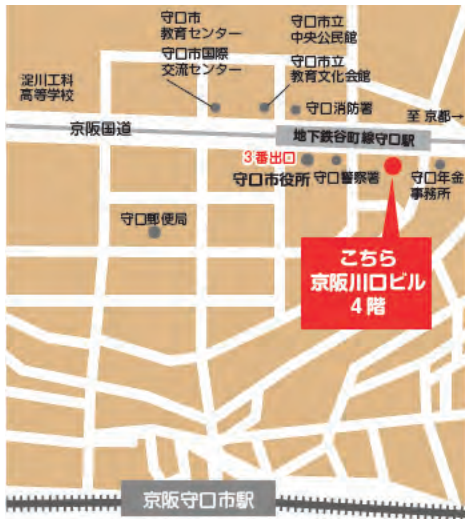 守口市
教育センター
守口市立
中央公民館
守口市国際
交流センター
守口市立
教育文化会館
淀川工科
高等学校
守口消防署
至 京都→
京阪国道
地下鉄谷町線守口駅
3番出口
守口市役所
守口警察署
守口年金
事務所
守口郵便局
こちら
京阪川口ビル
4階
京阪守口市駅